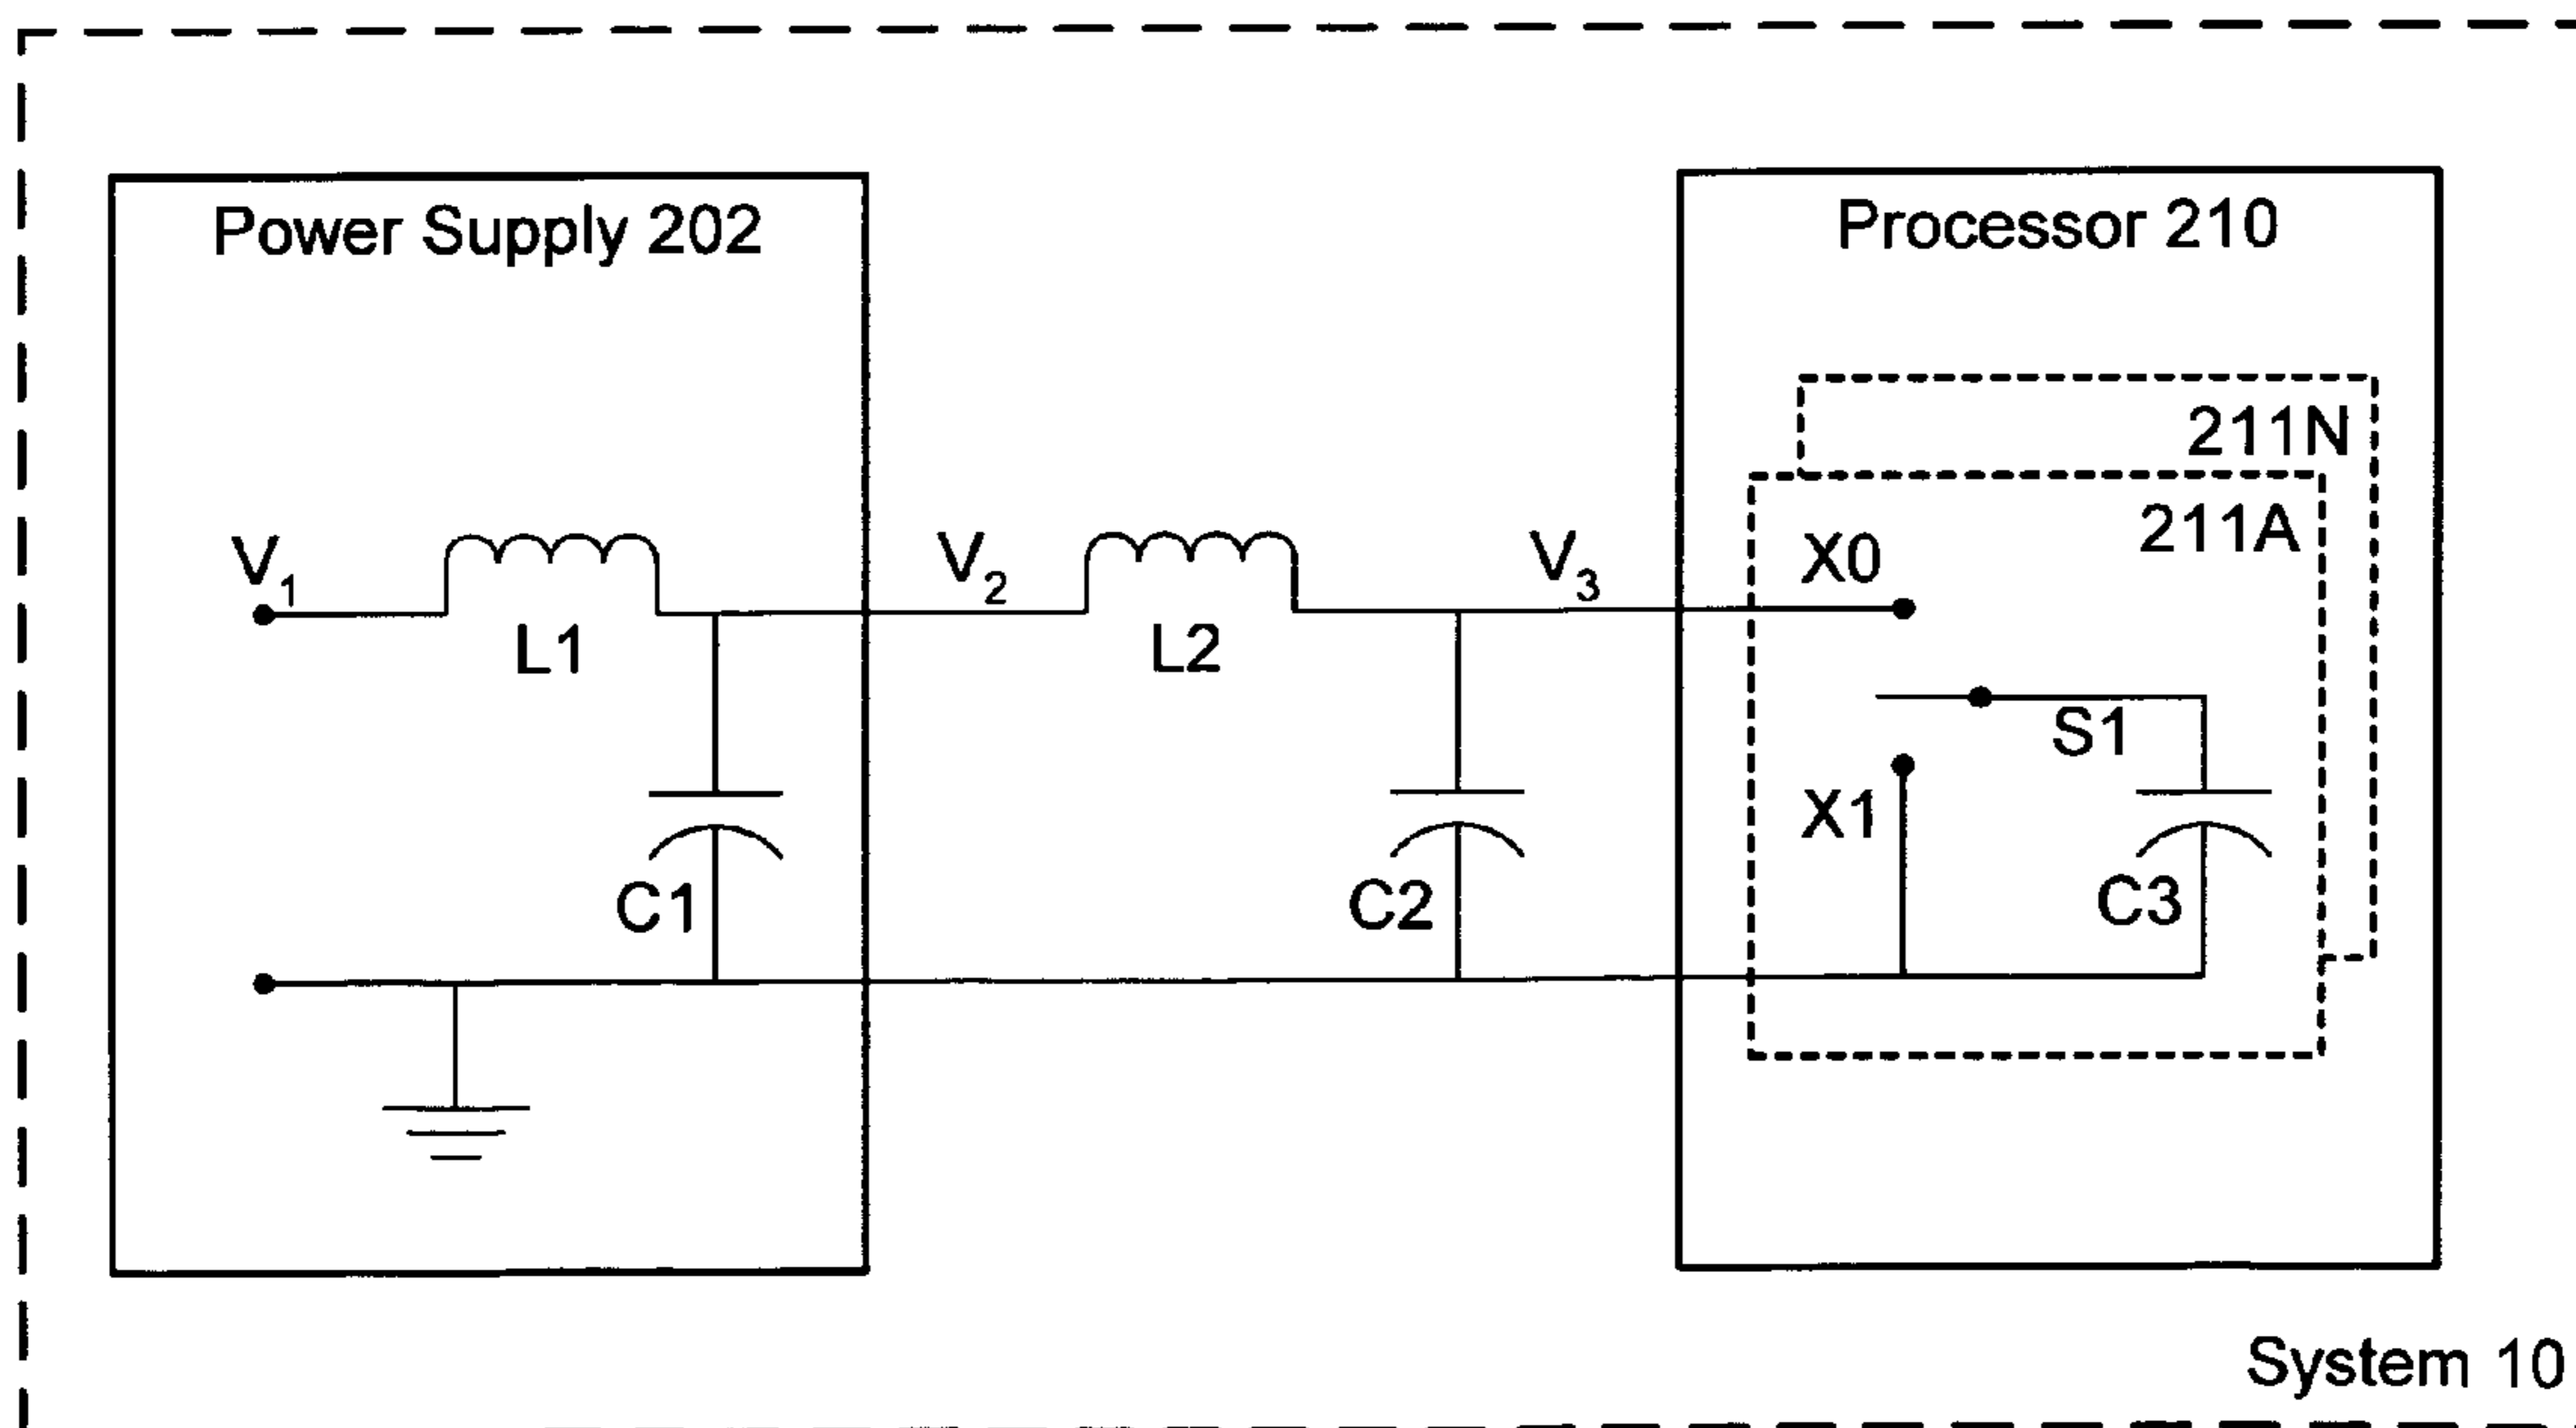 Power Supply 202
Processor 210
211N
211A
V1
L1
V2
L2
V3
X0
S1
X1
C1
C2
C3
System 10